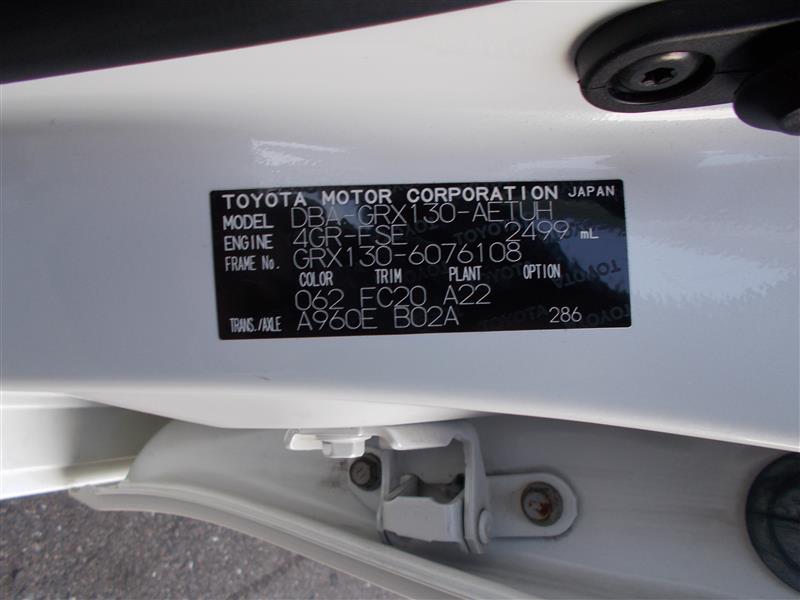 TOYOTA MOTOR CORPORATION JAPAN
MODEL DBA-GRX130-AETUH
ENGINE 4GR-FSE 2499 mL
FRAME No. GRX130-6076108
COLOR TRIM PLANT OPTION
062 FC20 A22
TRANS./AXLE A960E B02A 286